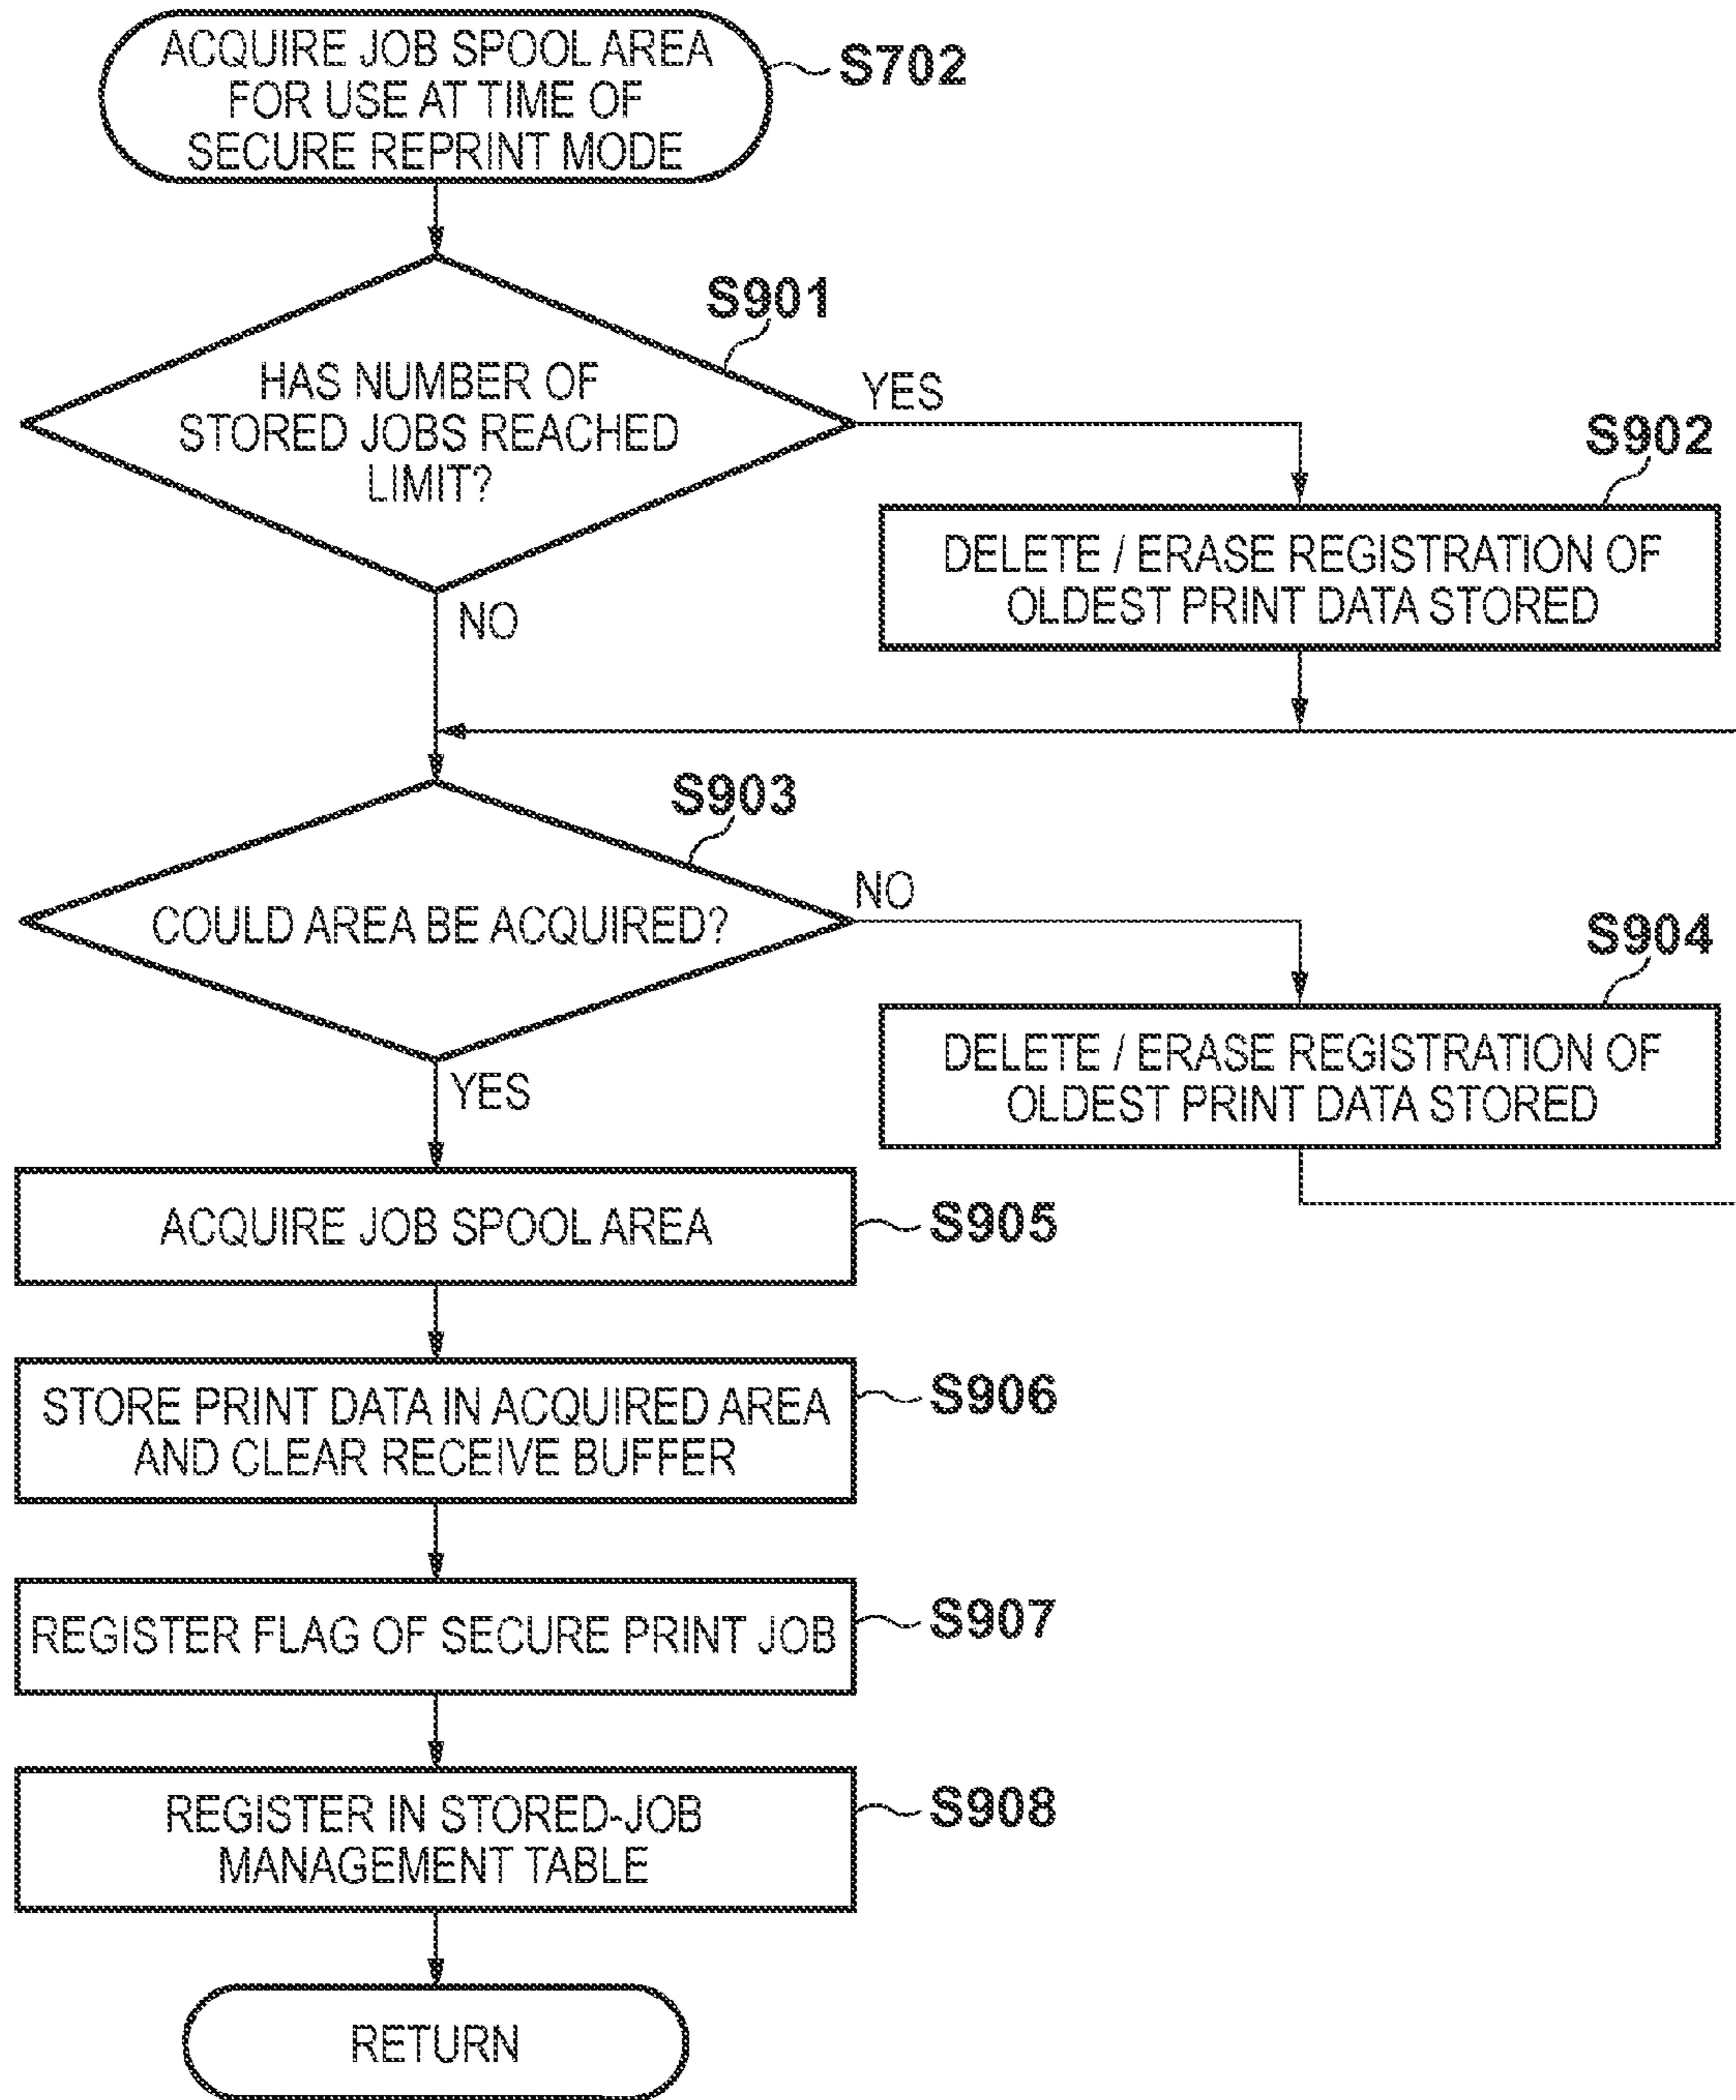 ACQUIRE JOB SPOOL AREA
FOR USE AT TIME OF
SECURE REPRINT MODE
S702
S901
HAS NUMBER OF
STORED JOBS REACHED
LIMIT?
YES
NO
S902
DELETE / ERASE REGISTRATION OF
OLDEST PRINT DATA STORED
S903
COULD AREA BE ACQUIRED?
NO
YES
S904
DELETE / ERASE REGISTRATION OF
OLDEST PRINT DATA STORED
ACQUIRE JOB SPOOL AREA
S905
STORE PRINT DATA IN ACQUIRED AREA
AND CLEAR RECEIVE BUFFER
S906
REGISTER FLAG OF SECURE PRINT JOB
S907
REGISTER IN STORED-JOB
MANAGEMENT TABLE
S908
RETURN